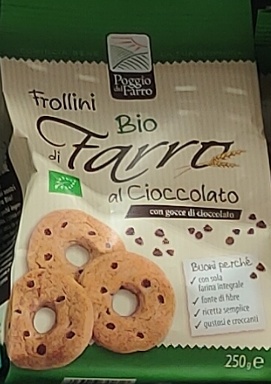 Poggio
del Farro
Frollini
Bio
di Farro
al Cioccolato
con gocce di cioccolato
Buoni perchè
✓ con sola
farina integrale
✓ fonte di fibre
✓ ricetta semplice
✓ gustosi e croccanti
250g e